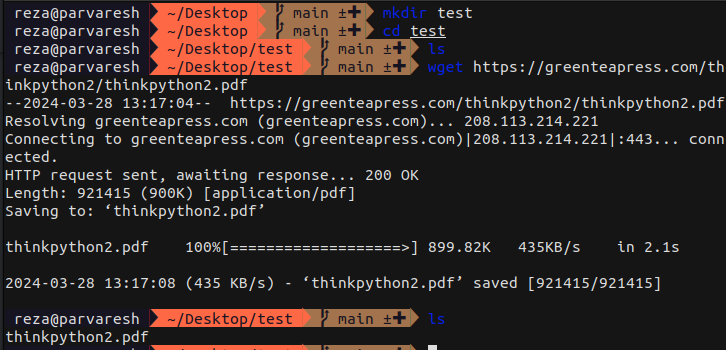 reza@parvaresh ~/Desktop main ±✚ mkdir test
reza@parvaresh ~/Desktop main ±✚ cd test
reza@parvaresh ~/Desktop/test main ±✚ ls
reza@parvaresh ~/Desktop/test main ±✚ wget https://greenteapress.com/th
inkpython2/thinkpython2.pdf
--2024-03-28 13:17:04-- https://greenteapress.com/thinkpython2/thinkpython2.pdf
Resolving greenteapress.com (greenteapress.com)... 208.113.214.221
Connecting to greenteapress.com (greenteapress.com)|208.113.214.221|:443... conn
ected.
HTTP request sent, awaiting response... 200 OK
Length: 921415 (900K) [application/pdf]
Saving to: ‘thinkpython2.pdf’
thinkpython2.pdf 100%[===================>] 899.82K 435KB/s in 2.1s
2024-03-28 13:17:08 (435 KB/s) - ‘thinkpython2.pdf’ saved [921415/921415]
reza@parvaresh ~/Desktop/test main ±✚ ls
thinkpython2.pdf